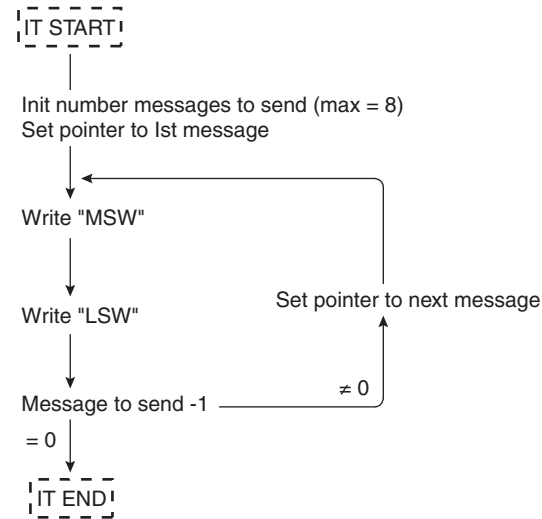 IT START
Init number messages to send (max = 8)
Set pointer to Ist message
Write "MSW"
Write "LSW"
Set pointer to next message
Message to send -1
≠ 0
= 0
IT END